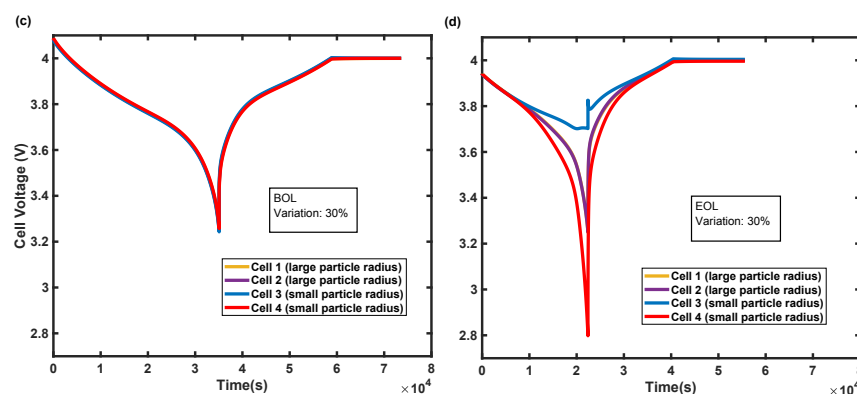 (c)
Cell Voltage (V)
4
3.8
3.6
3.4
3.2
3
2.8
BOL
Variation: 30%
Cell 1 (large particle radius)
Cell 2 (large particle radius)
Cell 3 (small particle radius)
Cell 4 (small particle radius)
0 1 2 3 4 5 6 7 8
Time(s)
×10⁴
(d)
4
3.8
3.6
3.4
3.2
3
2.8
EOL
Variation: 30%
Cell 1 (large particle radius)
Cell 2 (large particle radius)
Cell 3 (small particle radius)
Cell 4 (small particle radius)
0 1 2 3 4 5 6 7
Time(s)
×10⁴